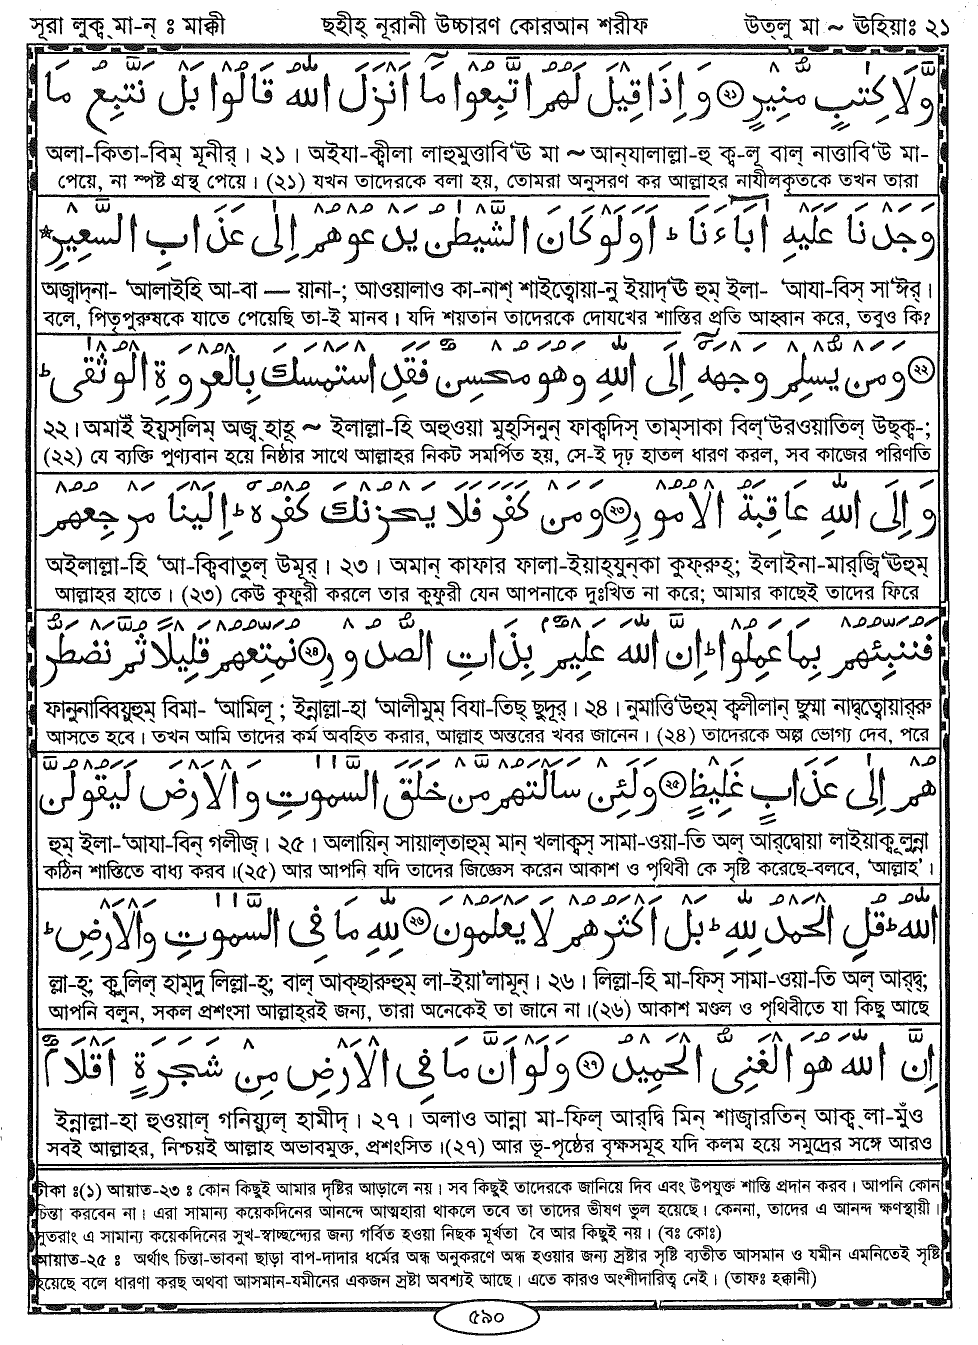 সূরা লুক্ব্‌মা-ন্ : মাক্কী ছহীহ্ নূরানী উচ্চারণ কোরআন শরীফ উত্‌লু মা ~ ঊহিয়াঃ ২১
وَّلَا كِتٰبٍ مُّنِيْرٍ ﴿٢١﴾ وَاِذَا قِيْلَ لَهُمُ اتَّبِعُوْا مَآ اَنْزَلَ اللّٰهُ قَالُوْا بَلْ نَتَّبِعُ مَا
অলা-কিতা-বিম্ মুনীর্। ২১। অইযা-ক্বীলা লাহুমুত্তাবি‘ঊ মা ~ আন্‌যালাল্লা-হু ক্ব-লূ বাল্ নাত্তাবি‘উ মা-
পেয়ে, না স্পষ্ট গ্রন্থ পেয়ে। (২১) যখন তাদেরকে বলা হয়, তোমরা অনুসরণ কর আল্লাহর নাযীলকৃতকে তখন তারা
وَجَدْنَا عَلَيْهِ اٰبَآءَنَا ؕ اَوَلَوْ كَانَ الشَّيْطٰنُ يَدْعُوْهُمْ اِلٰى عَذَابِ السَّعِيْرِ
অজ্বাদ্‌না- ‘আলাইহি আ-বা — য়ানা-; আওয়ালাও কা-নাশ্ শাইত্বোয়া-নু ইয়াদ্‘ঊ হুম্ ইলা- ‘আযা-বিস্ সা‘ঈর্।
বলে, পিতৃপুরুষকে যাতে পেয়েছি তা-ই মানব। যদি শয়তান তাদেরকে দোযখের শাস্তির প্রতি আহ্বান করে, তবুও কি?
﴿٢٢﴾ وَمَنْ يُّسْلِمْ وَجْهَهٗٓ اِلَى اللّٰهِ وَهُوَ مُحْسِنٌ فَقَدِ اسْتَمْسَكَ بِالْعُرْوَةِ الْوُثْقٰى ؕ
২২। অমাইঁ ইয়ুস্‌লিম্ অজ্ব্‌হাহূ ~ ইলাল্লা-হি অহুওয়া মুহ্‌সিনুন্ ফাক্বাদিস্ তাম্‌সাকা বিল্‘উরওয়াতিল্ উছ্‌ক্ব-;
(২২) যে ব্যক্তি পুণ্যবান হয়ে নিষ্ঠার সাথে আল্লাহর নিকট সমর্পিত হয়, সে-ই দৃঢ় হাতল ধারণ করল, সব কাজের পরিণতি
وَاِلَى اللّٰهِ عَاقِبَةُ الْاُمُوْرِ ﴿٢٣﴾ وَمَنْ كَفَرَ فَلَا يَحْزُنْكَ كُفْرُهٗ ؕ اِلَيْنَا مَرْجِعُهُمْ
অইলাল্লা-হি ‘আ-ক্বিবাতুল্ উমূর্। ২৩। অমান্ কাফার ফালা-ইয়াহ্‌যুন্‌কা কুফ্‌রুহ্; ইলাইনা-মার্‌জ্বি‘ঊহুম্
আল্লাহর হাতে। (২৩) কেউ কুফুরী করলে তার কুফুরী যেন আপনাকে দুঃখিত না করে; আমার কাছেই তাদের ফিরে
فَنُنَبِّئُهُمْ بِمَا عَمِلُوْا ؕ اِنَّ اللّٰهَ عَلِيْمٌۢ بِذَاتِ الصُّدُوْرِ ﴿٢٤﴾ نُمَتِّعُهُمْ قَلِيْلًا ثُمَّ نَضْطَرُّ
ফানুনাব্বিয়ুহুম্ বিমা- ‘আমিলূ; ইন্নাল্লা-হা ‘আলীমুম্ বিযা-তিছ্ ছুদূর্। ২৪। নুমাত্তি‘উহুম্ ক্বলীলান্ ছুম্মা নাদ্বত্বোয়ার্‌রু
আসতে হবে। তখন আমি তাদের কর্ম অবহিত করার, আল্লাহ অন্তরের খবর জানেন। (২৪) তাদেরকে অল্প ভোগ্য দেব, পরে
هُمْ اِلٰى عَذَابٍ غَلِيْظٍ ﴿٢٥﴾ وَلَئِنْ سَاَلْتَهُمْ مَّنْ خَلَقَ السَّمٰوٰتِ وَالْاَرْضَ لَيَقُوْلُنَّ
হুম্ ইলা-‘আযা-বিন্ গলীজ্। ২৫। অলায়িন্ সায়াল্‌তাহুম্ মান্ খলাক্বস্ সামা-ওয়া-তি অল্ আর্‌দ্বোয়া লাইয়াক্বূলুন্না
কঠিন শাস্তিতে বাধ্য করব।(২৫) আর আপনি যদি তাদের জিজ্ঞেস করেন আকাশ ও পৃথিবী কে সৃষ্টি করেছে-বলবে, ‘আল্লাহ’।
اللّٰهُ ؕ قُلِ الْحَمْدُ لِلّٰهِ ؕ بَلْ اَكْثَرُهُمْ لَا يَعْلَمُوْنَ ﴿٢٦﴾ لِلّٰهِ مَا فِى السَّمٰوٰتِ وَالْاَرْضِ ؕ
ল্লা-হ্; ক্বুলিল্ হাম্‌দু লিল্লা-হ্; বাল্ আক্‌ছারুহুম্ লা-ইয়া’লামূন্। ২৬। লিল্লা-হি মা-ফিস্ সামা-ওয়া-তি অল্ আর্‌দ্ব;
আপনি বলুন, সকল প্রশংসা আল্লাহরই জন্য, তারা অনেকেই তা জানে না।(২৬) আকাশ মণ্ডল ও পৃথিবীতে যা কিছু আছে
اِنَّ اللّٰهَ هُوَ الْغَنِىُّ الْحَمِيْدُ ﴿٢٧﴾ وَلَوْ اَنَّ مَا فِى الْاَرْضِ مِنْ شَجَرَةٍ اَقْلَامٌ
ইন্নাল্লা-হা হুওয়াল্ গনিয়্যুল্ হামীদ্। ২৭। অলাও আন্না মা-ফিল্ আর্‌দ্বি মিন্ শাজ্বারতিন্ আক্ব্‌লা-মুঁও
সবই আল্লাহর, নিশ্চয়ই আল্লাহ অভাবমুক্ত, প্রশংসিত।(২৭) আর ভূ-পৃষ্ঠের বৃক্ষসমূহ যদি কলম হয়ে সমুদ্রের সঙ্গে আরও
টীকা ঃ(১) আয়াত-২৩ ঃ কোন কিছুই আমার দৃষ্টির আড়ালে নয়। সব কিছুই তাদেরকে জানিয়ে দিব এবং উপযুক্ত শাস্তি প্রদান করব। আপনি কোন
চিন্তা করবেন না। এরা সামান্য কয়েকদিনের আনন্দে আত্মহারা থাকলে তবে তা তাদের ভীষণ ভুল হয়েছে। কেননা, তাদের এ আনন্দ ক্ষণস্থায়ী।
সুতরাং এ সামান্য কয়েকদিনের সুখ-স্বাচ্ছন্দ্যের জন্য গর্বিত হওয়া নিছক মূর্খতা বৈ আর কিছুই নয়। (বঃ কোঃ)
আয়াত-২৫ ঃ অর্থাৎ চিন্তা-ভাবনা ছাড়া বাপ-দাদার ধর্মের অন্ধ অনুকরণে অন্ধ হওয়ার জন্য স্রষ্টার সৃষ্টি ব্যতীত আসমান ও যমীন এমনিতেই সৃষ্টি
হয়েছে বলে ধারণা করছ অথবা আসমান-যমীনের একজন স্রষ্টা অবশ্যই আছে। এতে কারও অংশীদারিত্ব নেই। (তাফঃ হক্কানী)
৫৯০